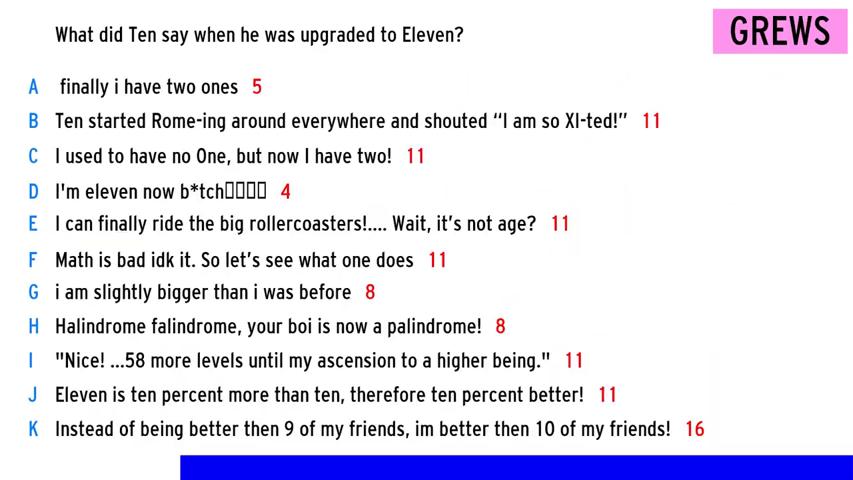 What did Ten say when he was upgraded to Eleven?
GREWS
A finally i have two ones 5
B Ten started Rome-ing around everywhere and shouted “I am so XI-ted!” 11
C I used to have no One, but now I have two! 11
D I'm eleven now b*tch▯▯▯▯ 4
E I can finally ride the big rollercoasters!.... Wait, it’s not age? 11
F Math is bad idk it. So let’s see what one does 11
G i am slightly bigger than i was before 8
H Halindrome falindrome, your boi is now a palindrome! 8
I "Nice! ...58 more levels until my ascension to a higher being." 11
J Eleven is ten percent more than ten, therefore ten percent better! 11
K Instead of being better then 9 of my friends, im better then 10 of my friends! 16